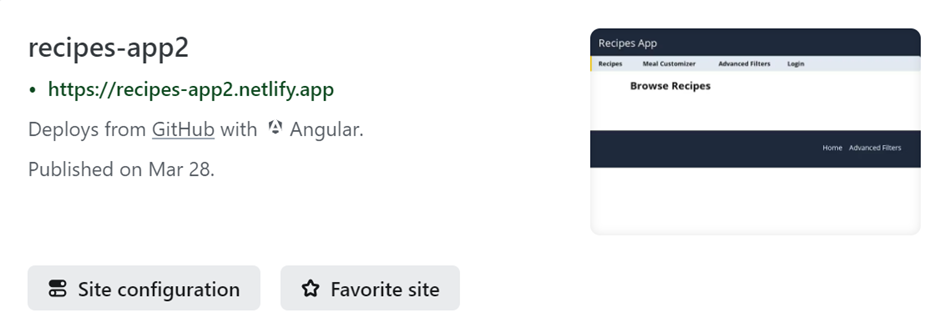 recipes-app2
• https://recipes-app2.netlify.app
Deploys from GitHub with Angular.
Published on Mar 28.
Site configuration
Favorite site
Recipes App
Recipes Meal Customizer Advanced Filters Login
Browse Recipes
Home Advanced Filters